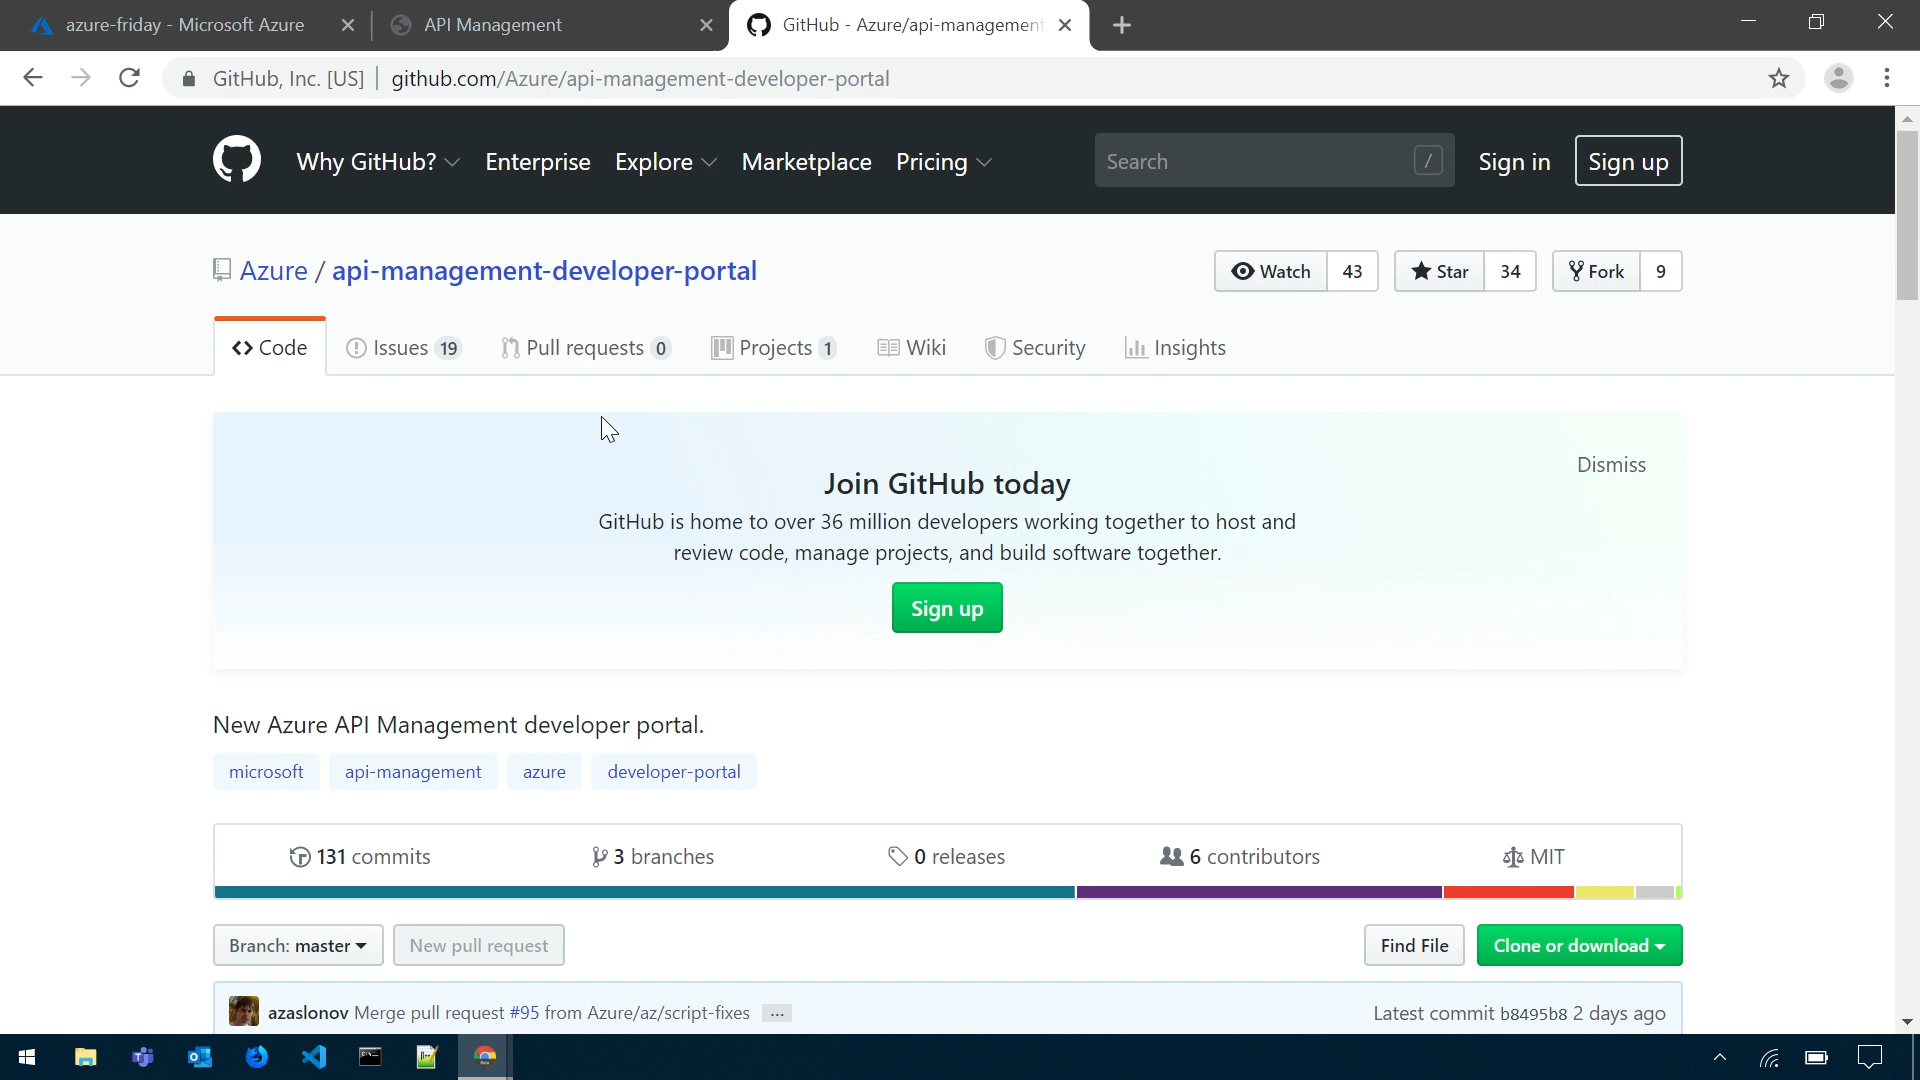 azure-friday - Microsoft Azure
API Management
GitHub - Azure/api-management
GitHub, Inc. [US] github.com/Azure/api-management-developer-portal
Why GitHub? Enterprise Explore Marketplace Pricing Search / Sign in Sign up
Azure / api-management-developer-portal
Watch 43 Star 34 Fork 9
Code Issues 19 Pull requests 0 Projects 1 Wiki Security Insights
Dismiss
Join GitHub today
GitHub is home to over 36 million developers working together to host and
review code, manage projects, and build software together.
Sign up
New Azure API Management developer portal.
microsoft api-management azure developer-portal
131 commits 3 branches 0 releases 6 contributors MIT
Branch: master New pull request Find File Clone or download
azaslonov Merge pull request #95 from Azure/az/script-fixes ... Latest commit b8495b8 2 days ago